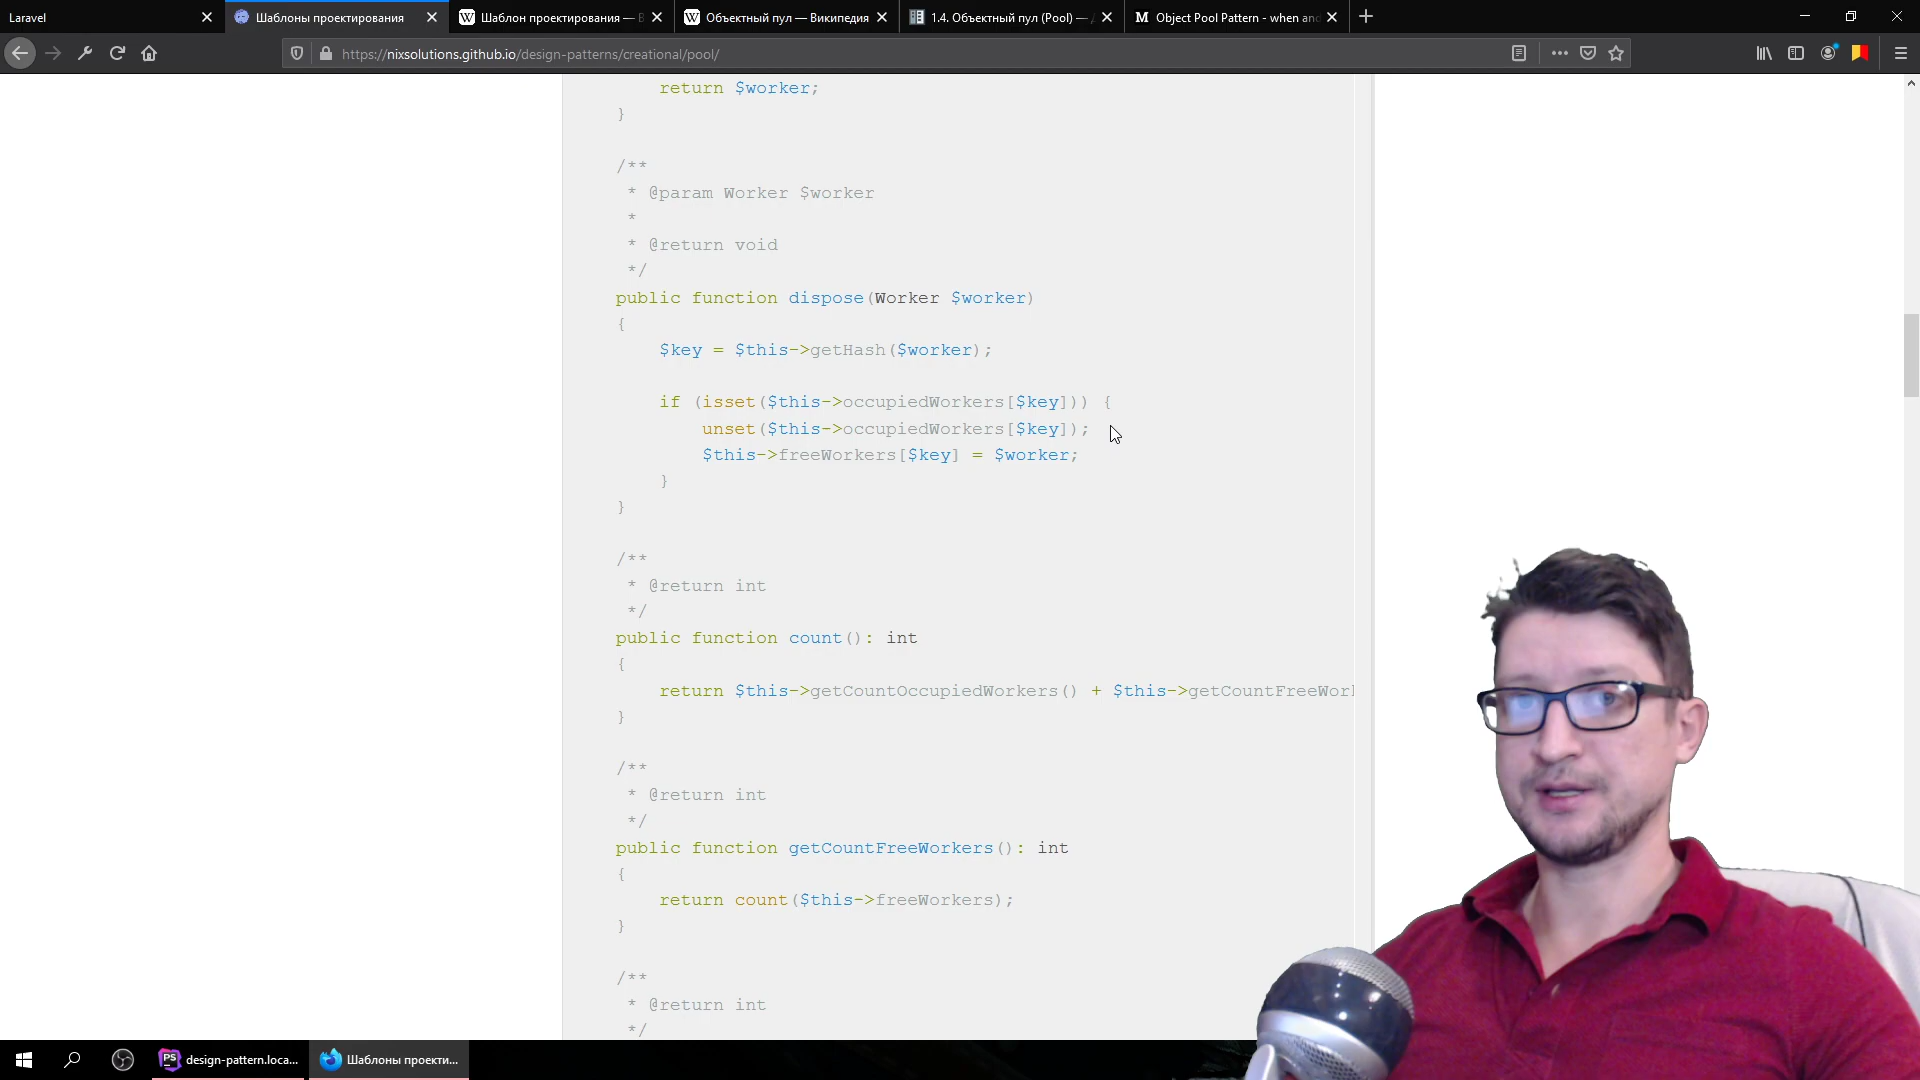 Laravel
Шаблоны проектирования
Шаблон проектирования — В
Объектный пул — Википедия
1.4. Объектный пул (Pool) —
Object Pool Pattern - when and
https://nixsolutions.github.io/design-patterns/creational/pool/
return $worker;
}
/**
* @param Worker $worker
*
* @return void
*/
public function dispose(Worker $worker)
{
$key = $this->getHash($worker);
if (isset($this->occupiedWorkers[$key])) {
unset($this->occupiedWorkers[$key]);
$this->freeWorkers[$key] = $worker;
}
}
/**
* @return int
*/
public function count(): int
{
return $this->getCountOccupiedWorkers() + $this->getCountFreeWork
}
/**
* @return int
*/
public function getCountFreeWorkers(): int
{
return count($this->freeWorkers);
}
/**
* @return int
*/
PS
design-pattern.loca...
Шаблоны проекти...